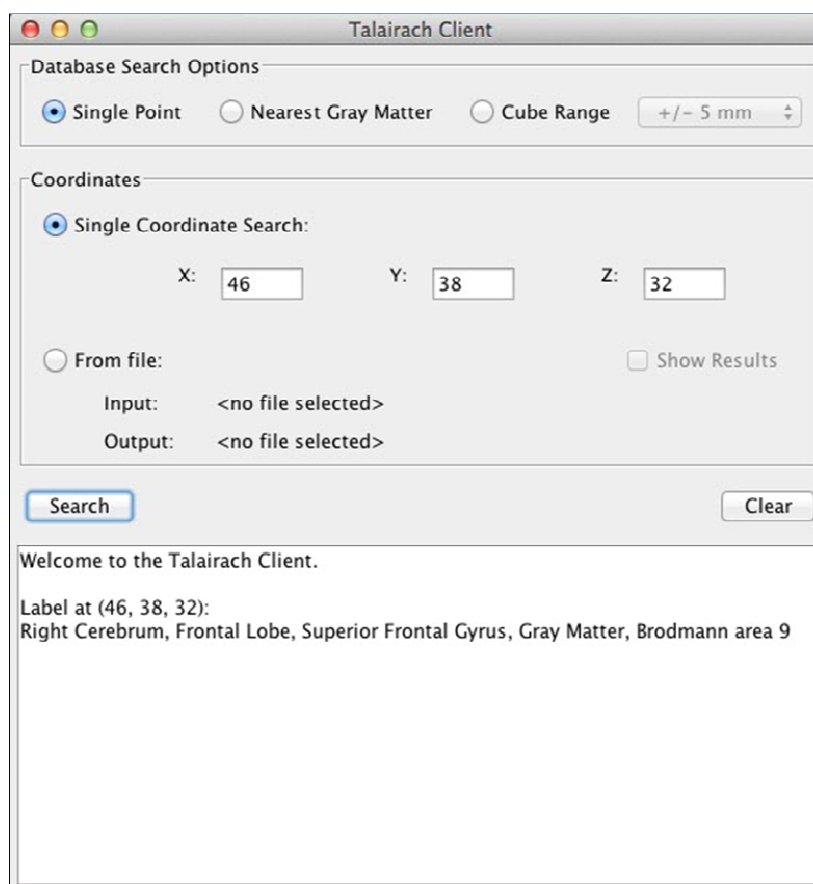 Talairach Client
Database Search Options
Single Point Nearest Gray Matter Cube Range +/- 5 mm
Coordinates
Single Coordinate Search:
X: 46 Y: 38 Z: 32
From file: Show Results
Input: <no file selected>
Output: <no file selected>
Search Clear
Welcome to the Talairach Client.
Label at (46, 38, 32):
Right Cerebrum, Frontal Lobe, Superior Frontal Gyrus, Gray Matter, Brodmann area 9